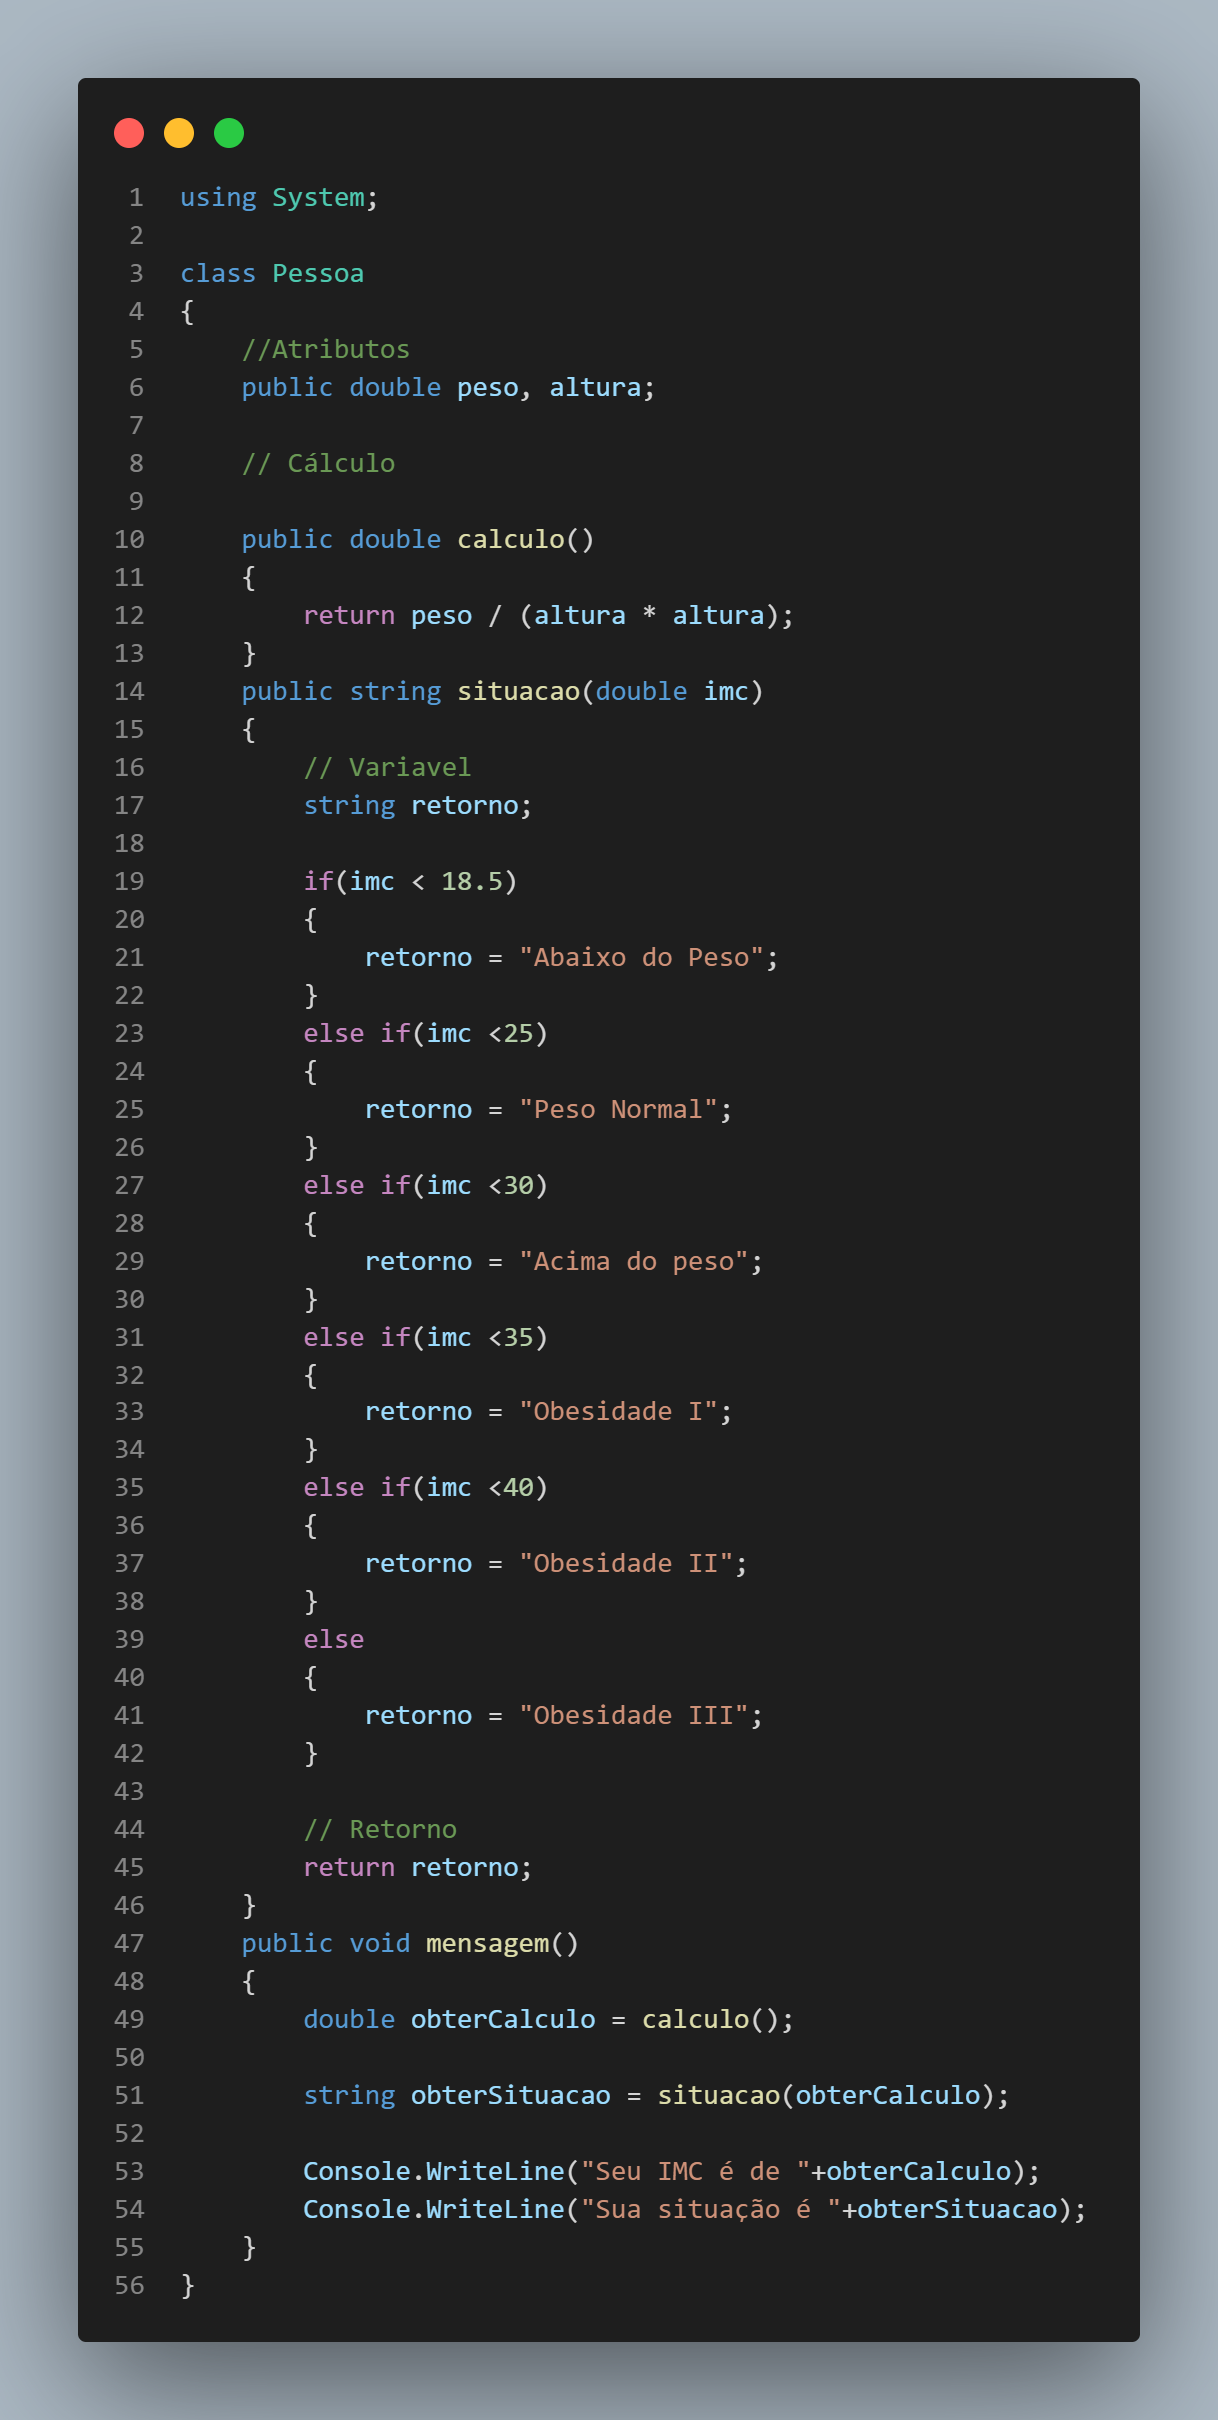 1 using System;
2
3 class Pessoa
4 {
5     //Atributos
6     public double peso, altura;
7
8     // Cálculo
9
10     public double calculo()
11     {
12         return peso / (altura * altura);
13     }
14     public string situacao(double imc)
15     {
16         // Variavel
17         string retorno;
18
19         if(imc < 18.5)
20         {
21             retorno = "Abaixo do Peso";
22         }
23         else if(imc <25)
24         {
25             retorno = "Peso Normal";
26         }
27         else if(imc <30)
28         {
29             retorno = "Acima do peso";
30         }
31         else if(imc <35)
32         {
33             retorno = "Obesidade I";
34         }
35         else if(imc <40)
36         {
37             retorno = "Obesidade II";
38         }
39         else
40         {
41             retorno = "Obesidade III";
42         }
43
44         // Retorno
45         return retorno;
46     }
47     public void mensagem()
48     {
49         double obterCalculo = calculo();
50
51         string obterSituacao = situacao(obterCalculo);
52
53         Console.WriteLine("Seu IMC é de "+obterCalculo);
54         Console.WriteLine("Sua situação é "+obterSituacao);
55     }
56 }